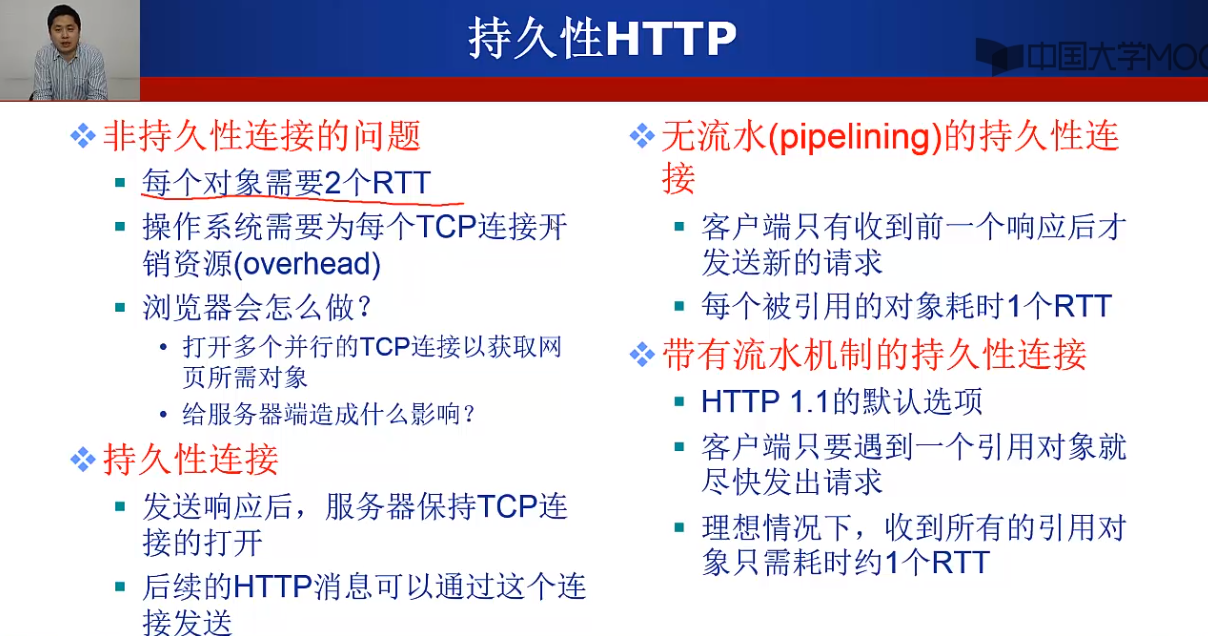 持久性HTTP
中国大学MOO
非持久性连接的问题
每个对象需要2个RTT
操作系统需要为每个TCP连接开
销资源(overhead)
浏览器会怎么做？
打开多个并行的TCP连接以获取网
页所需对象
给服务器端造成什么影响？
持久性连接
发送响应后，服务器保持TCP连
接的打开
后续的HTTP消息可以通过这个连
接发送
无流水(pipelining)的持久性连
接
客户端只有收到前一个响应后才
发送新的请求
每个被引用的对象耗时1个RTT
带有流水机制的持久性连接
HTTP 1.1的默认选项
客户端只要遇到一个引用对象就
尽快发出请求
理想情况下，收到所有的引用对
象只需耗时约1个RTT